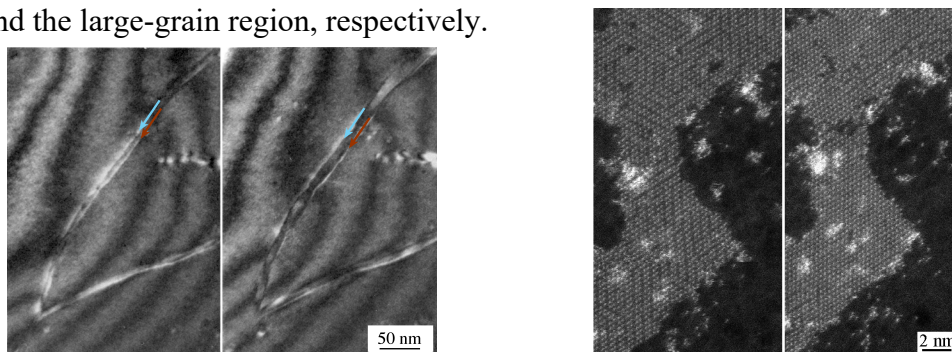 nd the large-grain region, respectively.
50 nm
2 nm